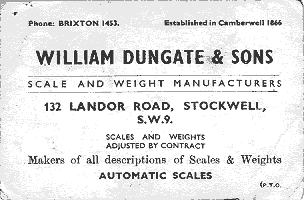 Phone: BRIXTON 1453. Established in Camberwell 1866
WILLIAM DUNGATE & SONS
SCALE AND WEIGHT MANUFACTURERS
132 LANDOR ROAD, STOCKWELL,
S.W.9.
SCALES AND WEIGHTS
ADJUSTED BY CONTRACT
Makers of all descriptions of Scales & Weights
AUTOMATIC SCALES
(P.T.O.